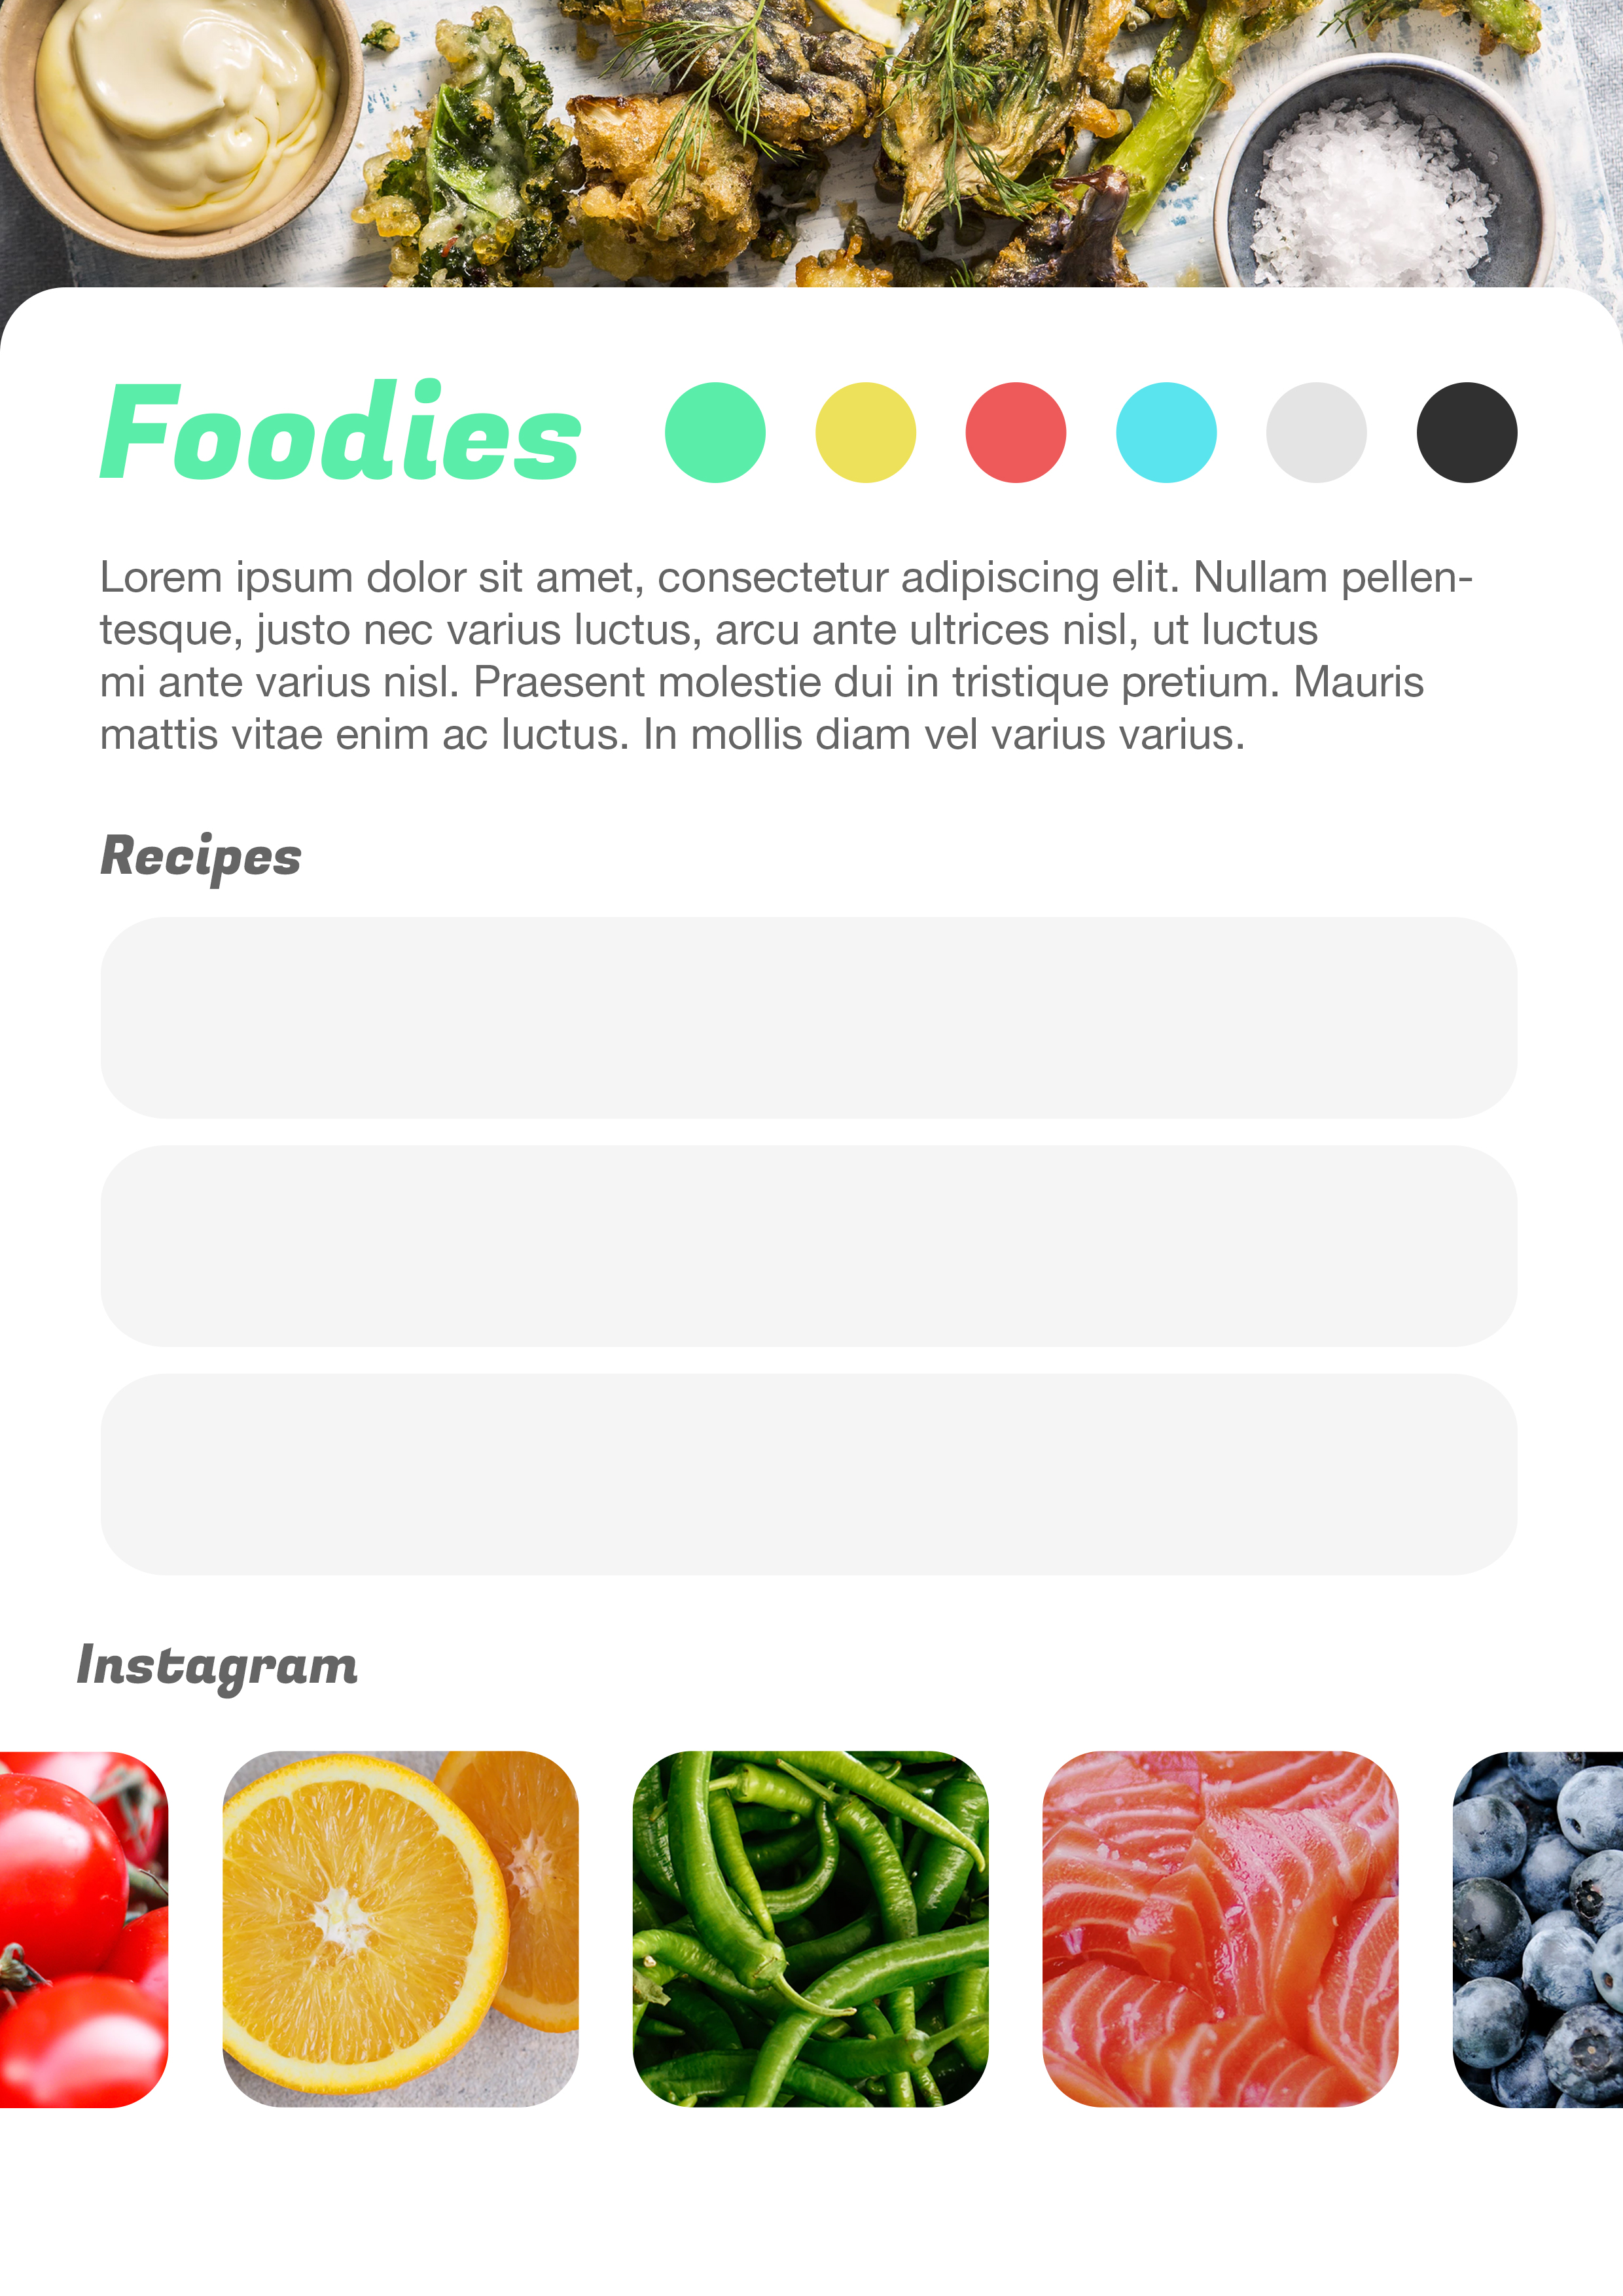 Foodies
Lorem ipsum dolor sit amet, consectetur adipiscing elit. Nullam pellen-
tesque, justo nec varius luctus, arcu ante ultrices nisl, ut luctus
mi ante varius nisl. Praesent molestie dui in tristique pretium. Mauris
mattis vitae enim ac luctus. In mollis diam vel varius varius.
Recipes
Instagram